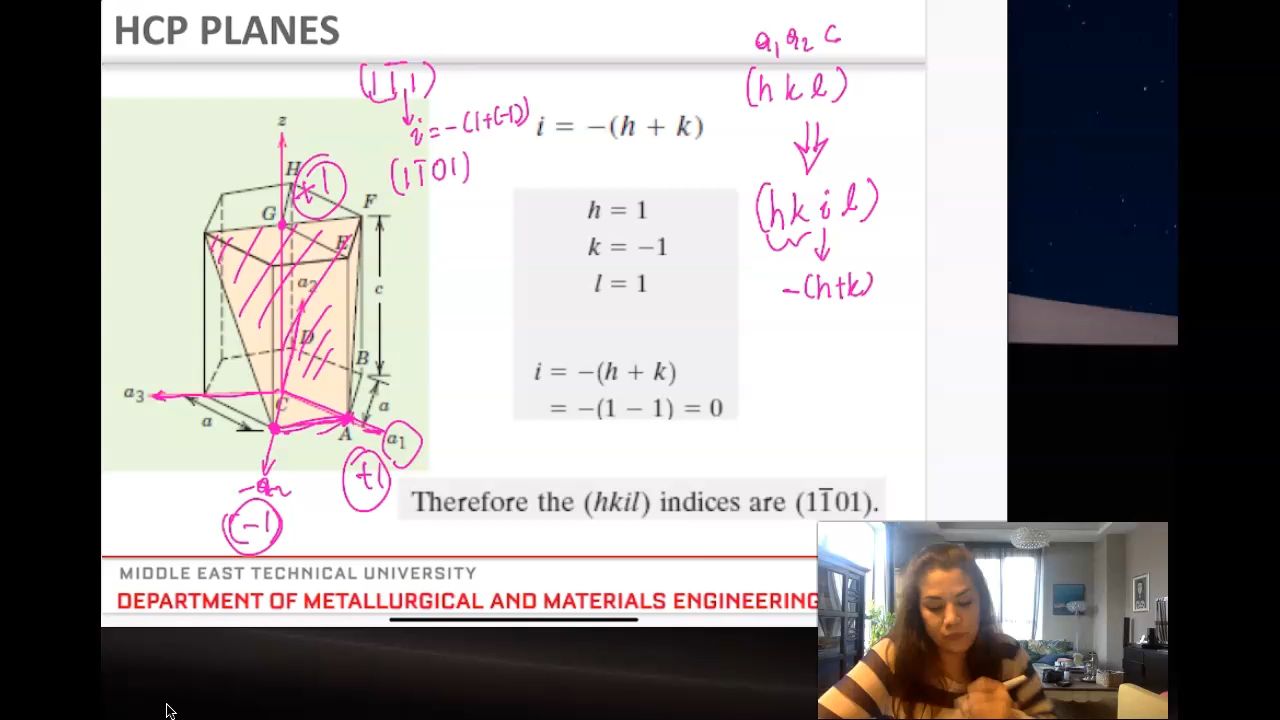 HCP PLANES
a1 a2 c
(h k l)
(1 1̅ 1)
i = -(1+(-1))
(1 1̅ 0 1)
i = −(h + k)
(h k i l)
-(h+k)
h = 1
k = −1
l = 1
i = −(h + k)
= −(1 − 1) = 0
z
H
+1
F
G
E
a2
c
D
B
a3
C
a
a
A
a1
+1
-a2
-1
Therefore the (hkil) indices are (11̅01).
MIDDLE EAST TECHNICAL UNIVERSITY
DEPARTMENT OF METALLURGICAL AND MATERIALS ENGINEERING